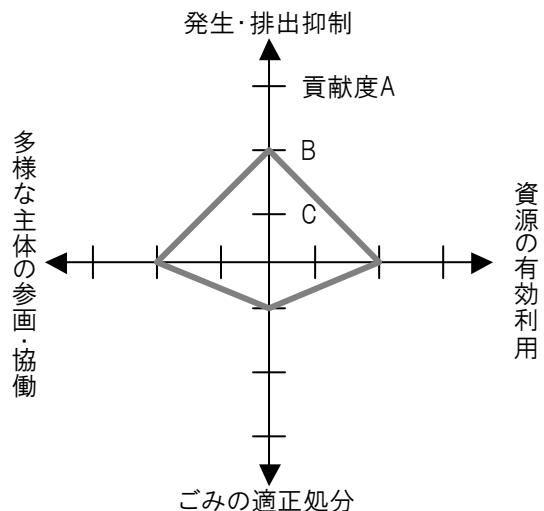 発生・排出抑制
貢献度A
B
C
多様な主体の参画・協働
資源の有効利用
ごみの適正処分